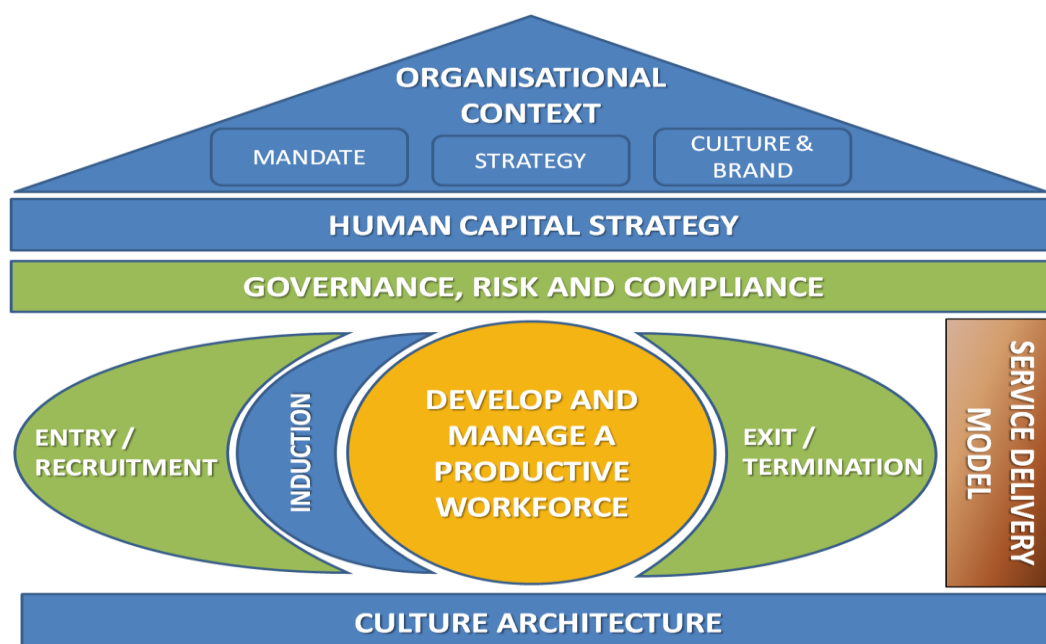 ORGANISATIONAL
CONTEXT
MANDATE
STRATEGY
CULTURE &
BRAND
HUMAN CAPITAL STRATEGY
GOVERNANCE, RISK AND COMPLIANCE
ENTRY /
RECRUITMENT
INDUCTION
DEVELOP AND
MANAGE A
PRODUCTIVE
WORKFORCE
EXIT /
TERMINATION
SERVICE DELIVERY
MODEL
CULTURE ARCHITECTURE